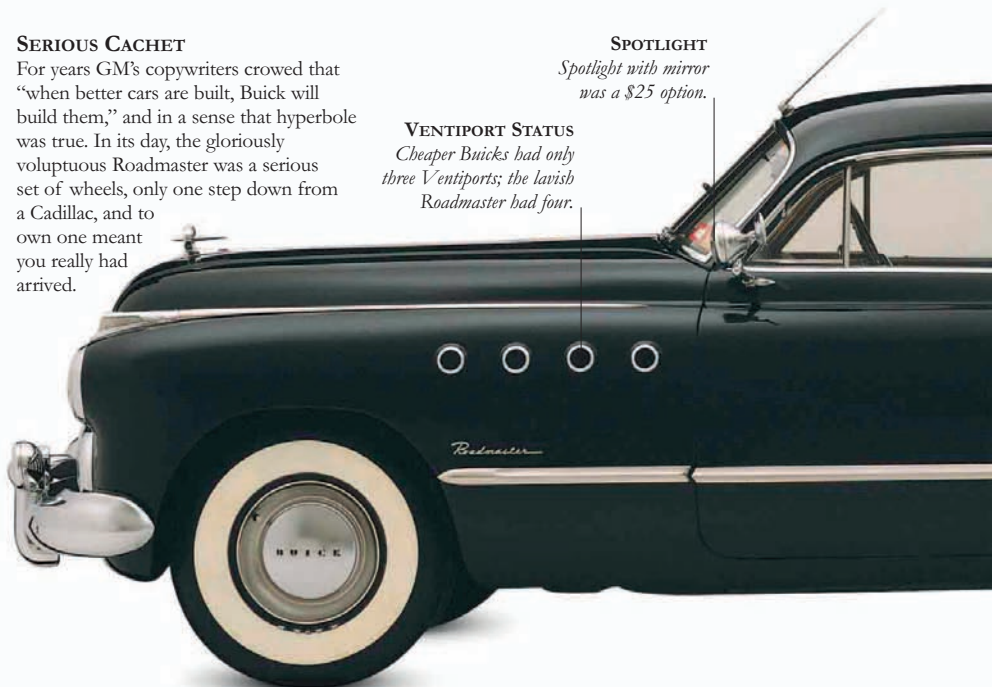 SERIOUS CACHET
For years GM’s copywriters crowed that
“when better cars are built, Buick will
build them,” and in a sense that hyperbole
was true. In its day, the gloriously
voluptuous Roadmaster was a serious
set of wheels, only one step down from
a Cadillac, and to
own one meant
you really had
arrived.
SPOTLIGHT
Spotlight with mirror
was a $25 option.
VENTIPORT STATUS
Cheaper Buicks had only
three Ventiports; the lavish
Roadmaster had four.
Roadmaster
BUICK